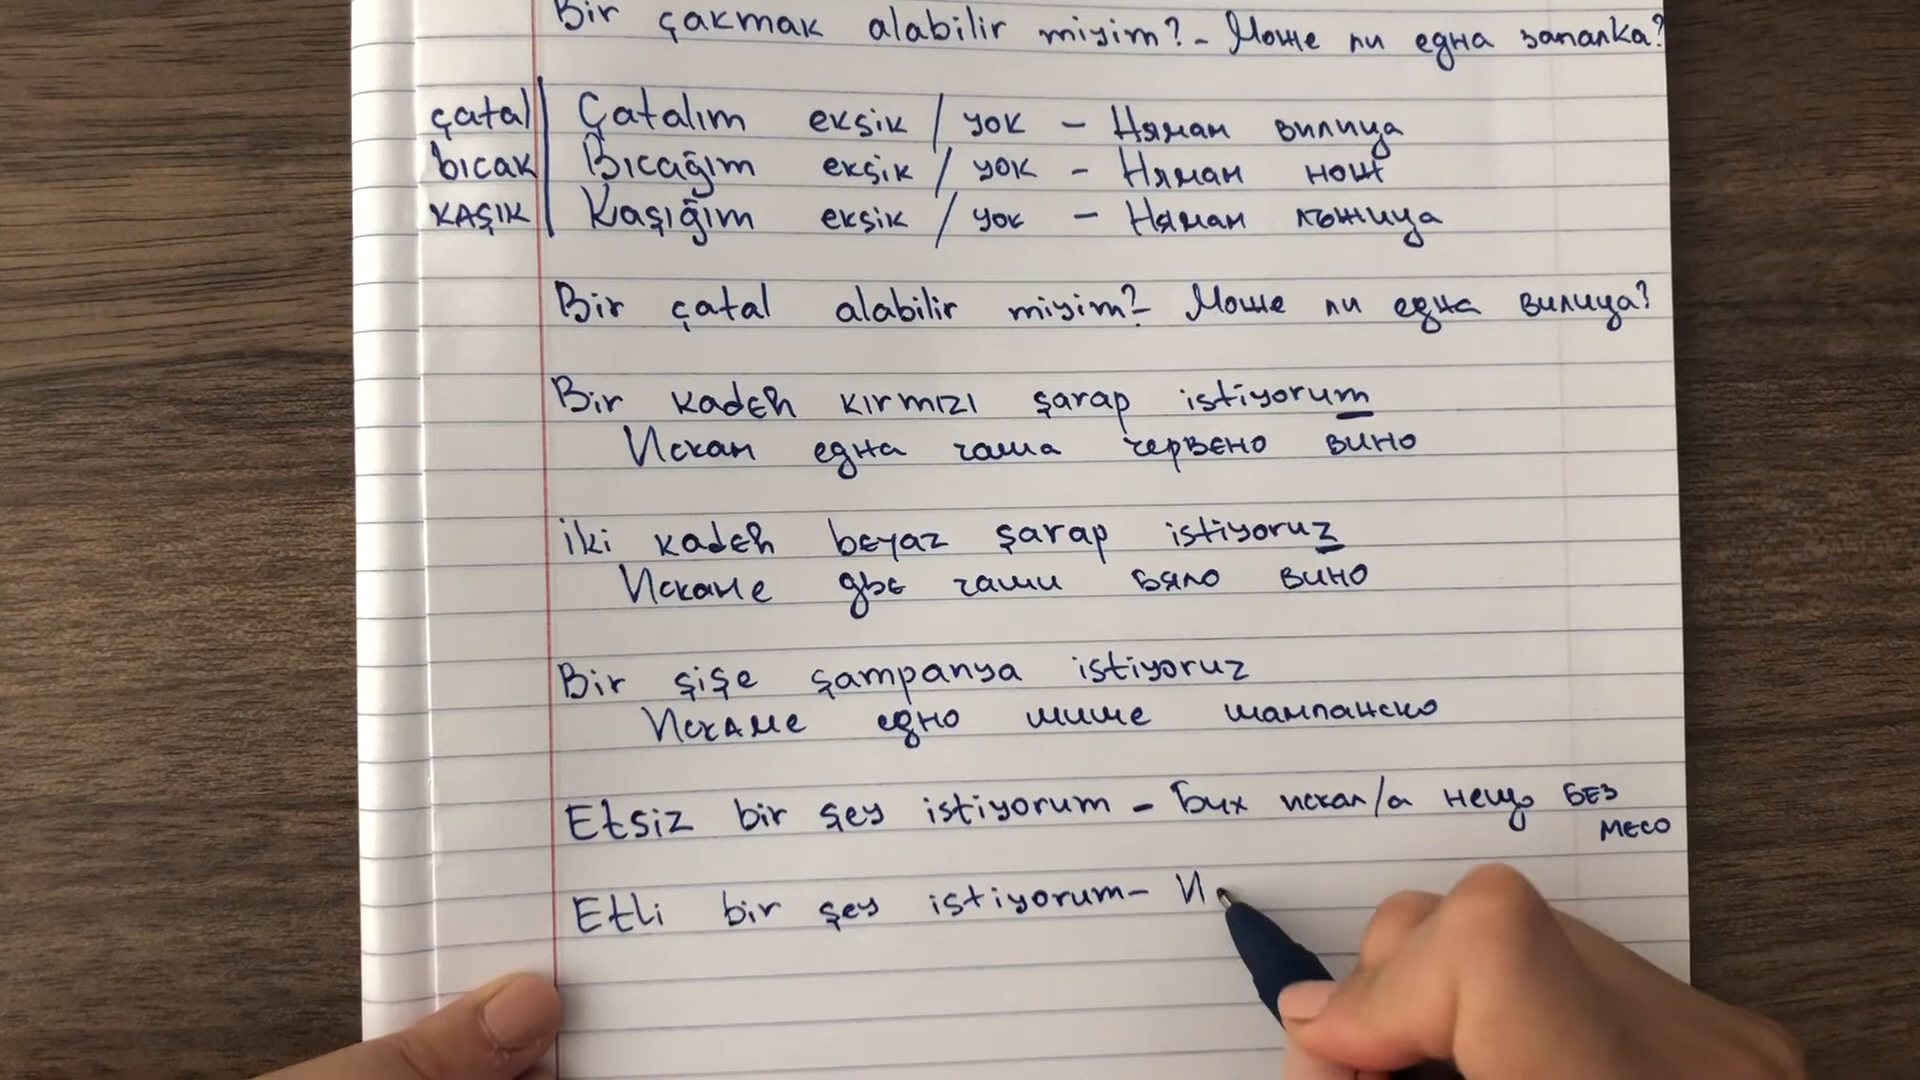 Bir çakmak alabilir miyim? - Може ли една запалка?
çatal | Çatalım eksik / yok - Нямам вилица
bıcak | Bıcağım eksik / yok - Нямам нож
KAŞIK | Kaşığım eksik / yok - Нямам лъжица
Bir çatal alabilir miyim? - Може ли една вилица?
Bir kadeh kırmızı şarap istiyorum
Искам една чаша червено вино
İki kadeh beyaz şarap istiyoruz
Искаме две чаши бяло вино
Bir şişe şampanya istiyoruz
Искаме едно шише шампанско
Etsiz bir şey istiyorum - Бих искал/а нещо БЕЗ
МЕСО
Etli bir şey istiyorum - И